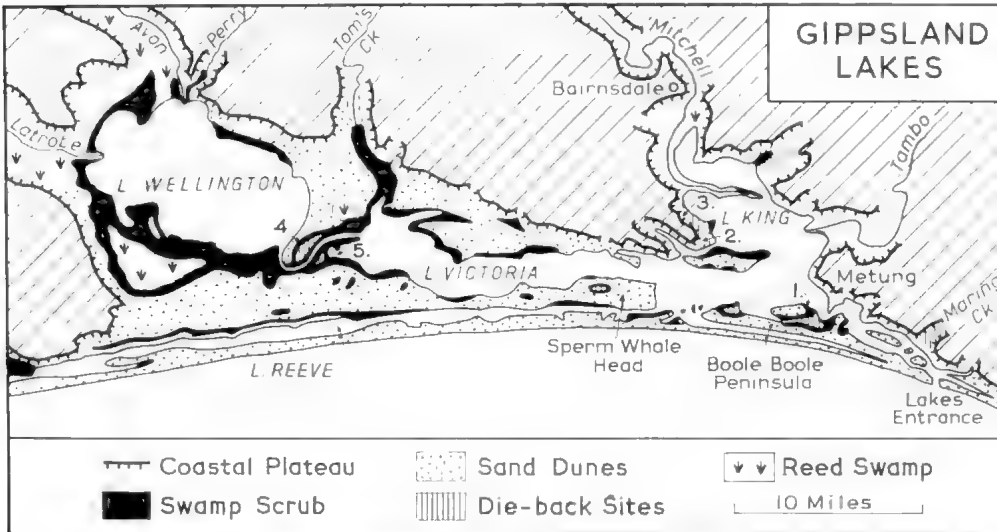 GIPPSLAND
LAKES
Avon
Perry
Tom's
Ck
Mitchell
Bairnsdale
Tambo
Latrobe
L. WELLINGTON
3.
L. KING
4.
2.
5.
L. VICTORIA
Metung
1.
Sperm Whale
Head
Boole Boole
Peninsula
L. REEVE
Lakes
Entrance
Ck
Coastal Plateau
Sand Dunes
Reed Swamp
Swamp Scrub
Die-back Sites
10 Miles